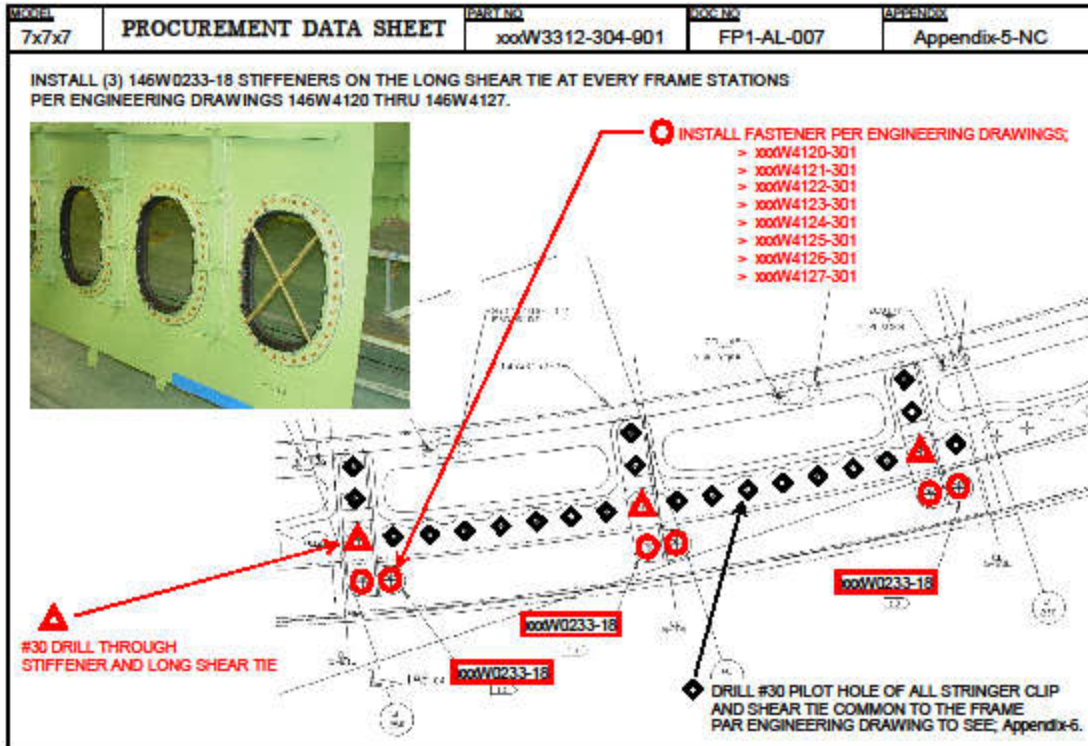 MODEL
7x7x7
PROCUREMENT DATA SHEET
PART NO
xxxW3312-304-901
DOC NO
FP1-AL-007
APPENDIX
Appendix-5-NC
INSTALL (3) 146W0233-18 STIFFENERS ON THE LONG SHEAR TIE AT EVERY FRAME STATIONS
PER ENGINEERING DRAWINGS 146W4120 THRU 146W4127.
INSTALL FASTENER PER ENGINEERING DRAWINGS;
> xxxW4120-301
> xxxW4121-301
> xxxW4122-301
> xxxW4123-301
> xxxW4124-301
> xxxW4125-301
> xxxW4126-301
> xxxW4127-301
xxxW0233-18
xxxW0233-18
xxxW0233-18
#30 DRILL THROUGH
STIFFENER AND LONG SHEAR TIE
DRILL #30 PILOT HOLE OF ALL STRINGER CLIP
AND SHEAR TIE COMMON TO THE FRAME
PAR ENGINEERING DRAWING TO SEE; Appendix-6.